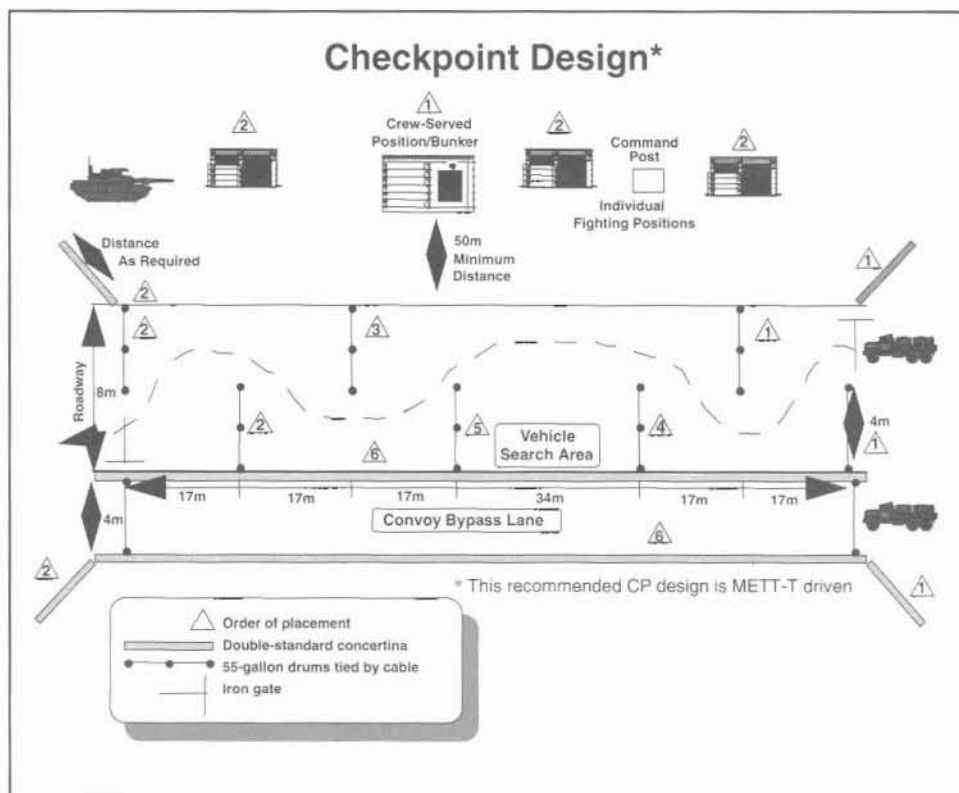 Checkpoint Design*
1
2
Crew-Served
Position/Bunker
2
Command
Post
2
Individual
Fighting Positions
Distance
As Required
50m
Minimum
Distance
1
2
2
3
1
Roadway
8m
2
6
5
Vehicle
Search Area
4
4m
1
17m
17m
17m
34m
17m
17m
4m
Convoy Bypass Lane
6
2
1
* This recommended CP design is METT-T driven
Order of placement
Double-standard concertina
55-gallon drums tied by cable
Iron gate